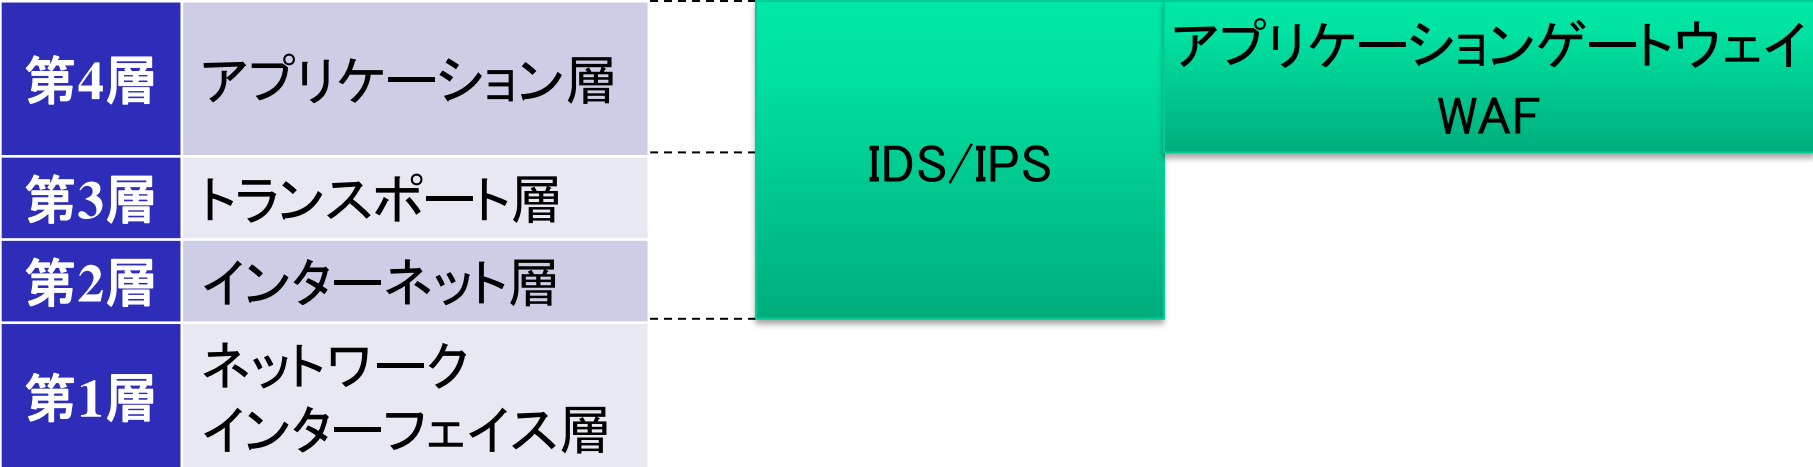 第4層
アプリケーション層
第3層
トランスポート層
第2層
インターネット層
第1層
ネットワーク
インターフェイス層
IDS/IPS
アプリケーションゲートウェイ
WAF